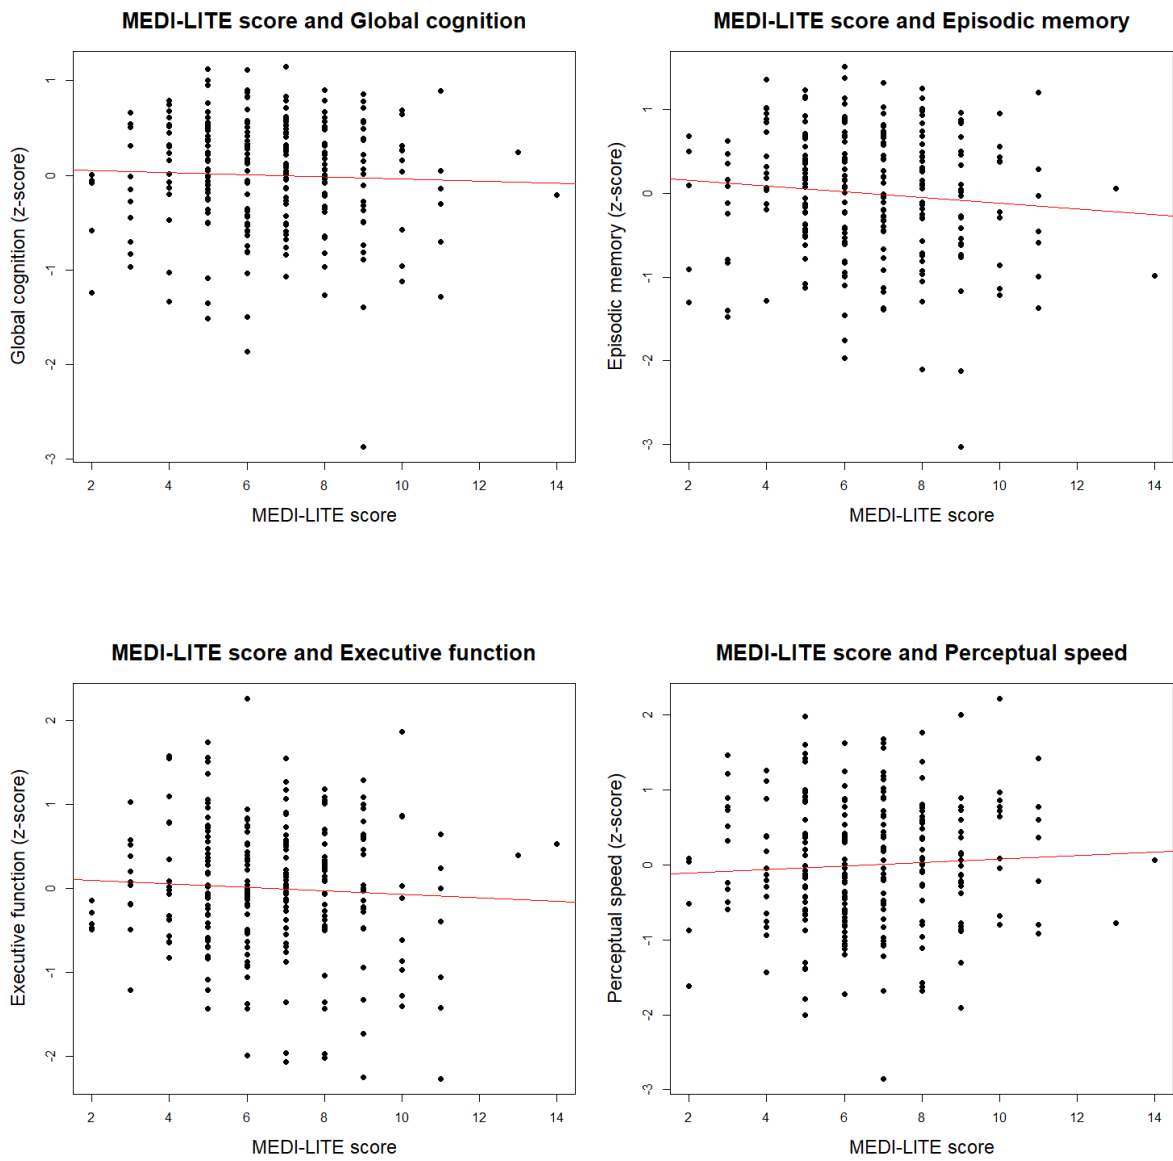 MEDI-LITE score and Global cognition
Global cognition (z-score)
1
0
-1
-2
-3
2 4 6 8 10 12 14
MEDI-LITE score
MEDI-LITE score and Episodic memory
Episodic memory (z-score)
1
0
-1
-2
-3
2 4 6 8 10 12 14
MEDI-LITE score
MEDI-LITE score and Executive function
Executive function (z-score)
2
1
0
-1
-2
2 4 6 8 10 12 14
MEDI-LITE score
MEDI-LITE score and Perceptual speed
Perceptual speed (z-score)
2
1
0
-1
-2
-3
2 4 6 8 10 12 14
MEDI-LITE score